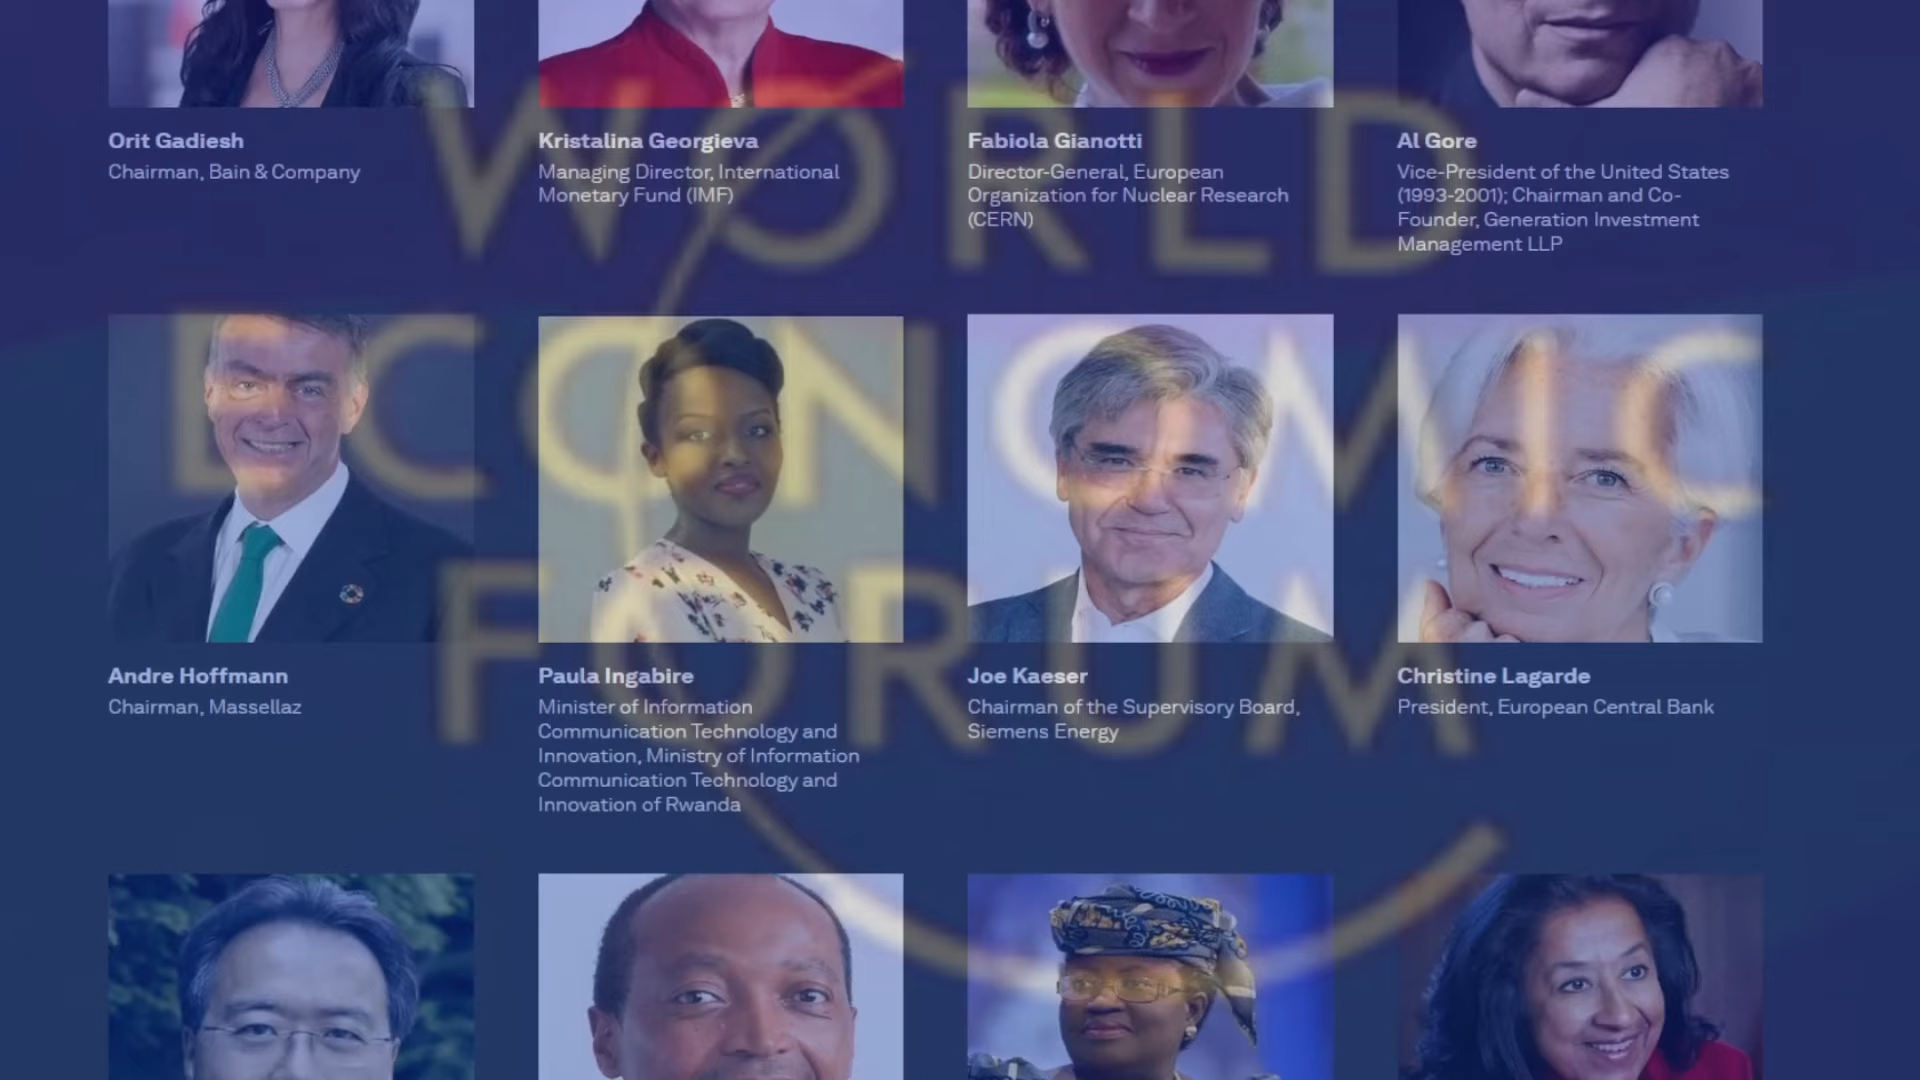 WORLD
ECONOMIC
FORUM
Orit Gadiesh
Chairman, Bain & Company
Kristalina Georgieva
Managing Director, International
Monetary Fund (IMF)
Fabiola Gianotti
Director-General, European
Organization for Nuclear Research
(CERN)
Al Gore
Vice-President of the United States
(1993-2001); Chairman and Co-
Founder, Generation Investment
Management LLP
Andre Hoffmann
Chairman, Massellaz
Paula Ingabire
Minister of Information
Communication Technology and
Innovation, Ministry of Information
Communication Technology and
Innovation of Rwanda
Joe Kaeser
Chairman of the Supervisory Board,
Siemens Energy
Christine Lagarde
President, European Central Bank